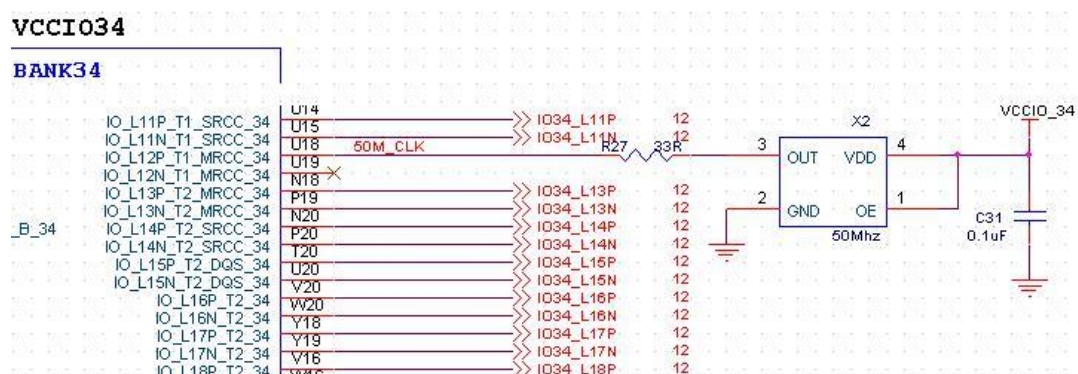 VCCIO34
BANK34
IO_L11P_T1_SRCC_34 U14 IO34_L11P 12
IO_L11N_T1_SRCC_34 U15 IO34_L11N 12
IO_L12P_T1_MRCC_34 U18 50M_CLK R27 33R
IO_L12N_T1_MRCC_34 U19
IO_L13P_T2_MRCC_34 N18 IO34_L13P 12
IO_L13N_T2_MRCC_34 P19 IO34_L13N 12
_B_34
IO_L14P_T2_SRCC_34 N20 IO34_L14P 12
IO_L14N_T2_SRCC_34 P20 IO34_L14N 12
IO_L15P_T2_DQS_34 T20 IO34_L15P 12
IO_L15N_T2_DQS_34 U20 IO34_L15N 12
IO_L16P_T2_34 V20 IO34_L16P 12
IO_L16N_T2_34 W20 IO34_L16N 12
IO_L17P_T2_34 Y18 IO34_L17P 12
IO_L17N_T2_34 Y19 IO34_L17N 12
IO_L18P_T2_34 V16 IO34_L18P 12
X2
3 OUT VDD 4
2 GND OE 1
50Mhz
VCCIO_34
C31
0.1uF